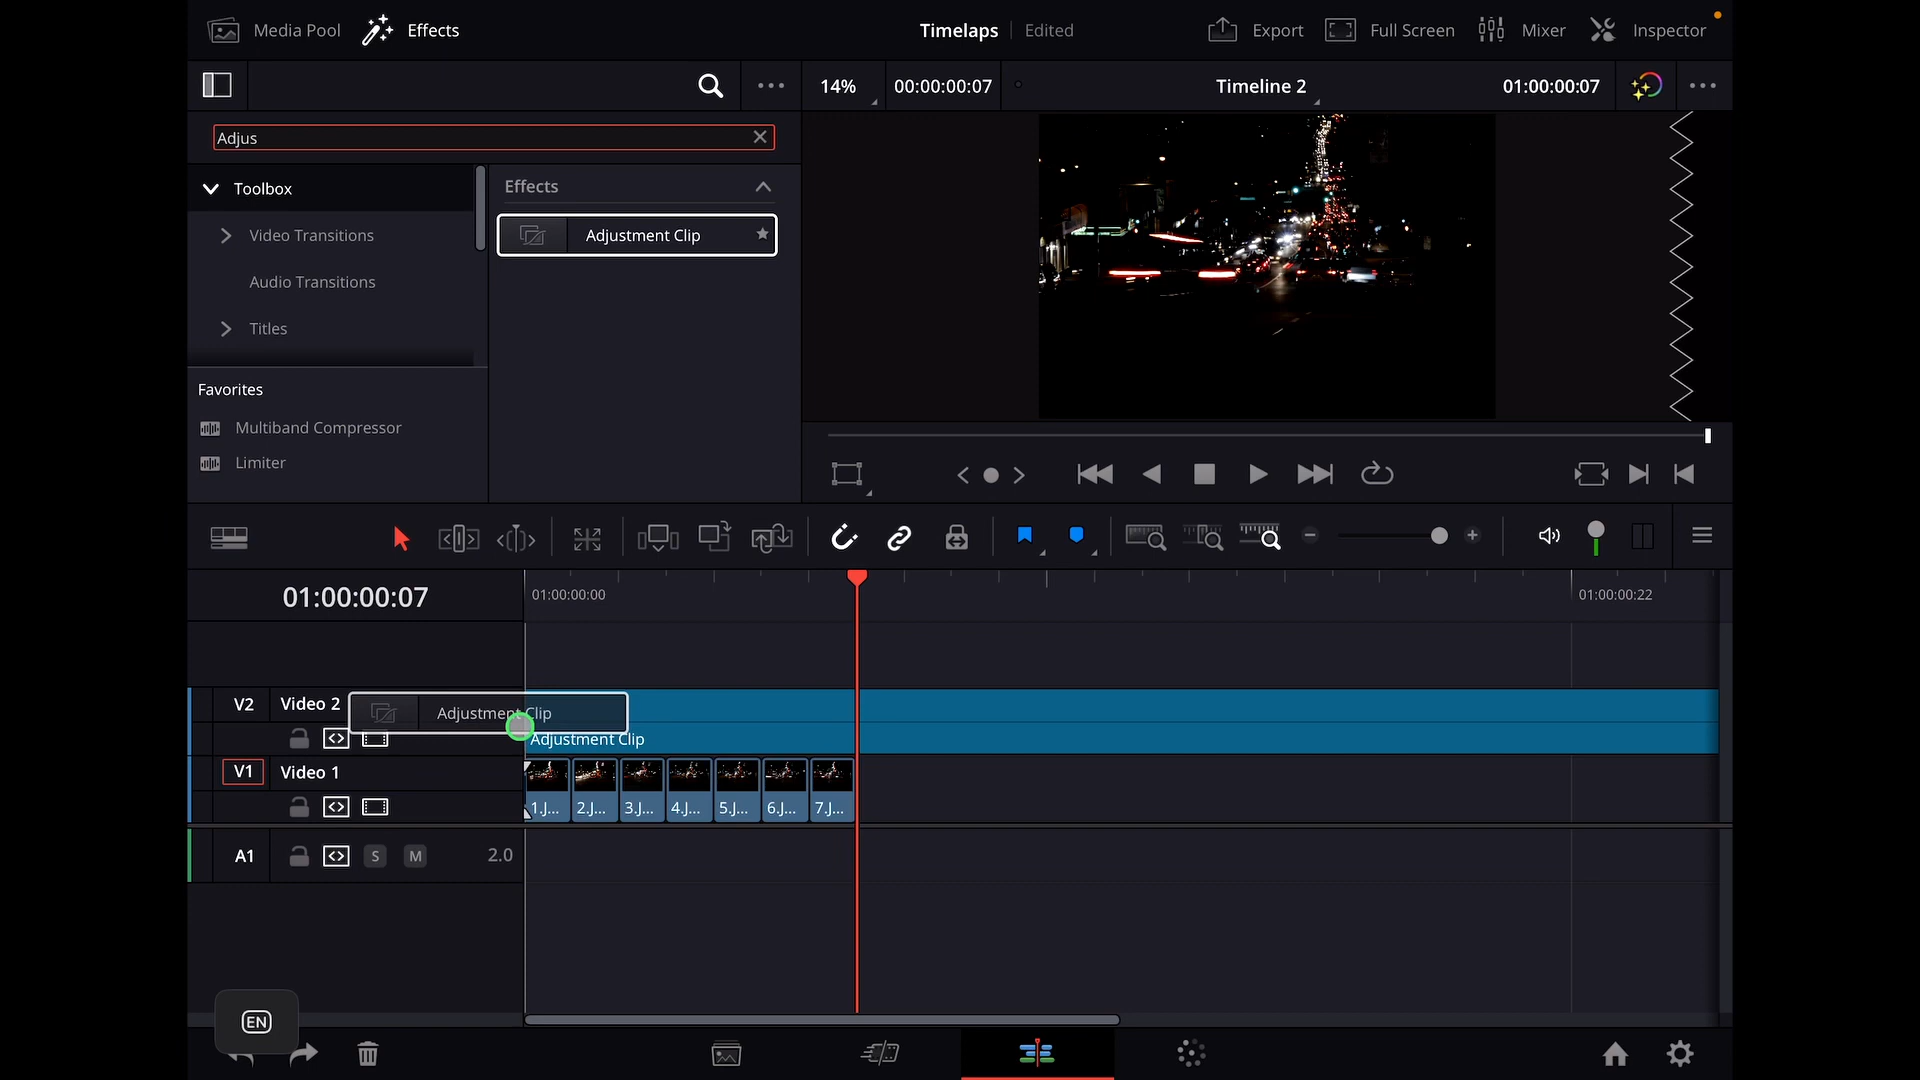 Media Pool
Effects
Timelaps
Edited
Export
Full Screen
Mixer
Inspector
14%
00:00:00:07
Timeline 2
01:00:00:07
Adjus
Toolbox
Video Transitions
Audio Transitions
Titles
Effects
Adjustment Clip
Favorites
Multiband Compressor
Limiter
01:00:00:07
01:00:00:00
01:00:00:22
V2
Video 2
Adjustment Clip
Adjustment Clip
V1
Video 1
1.J...
2.J...
3.J...
4.J...
5.J...
6.J...
7.J...
A1
S
M
2.0
EN